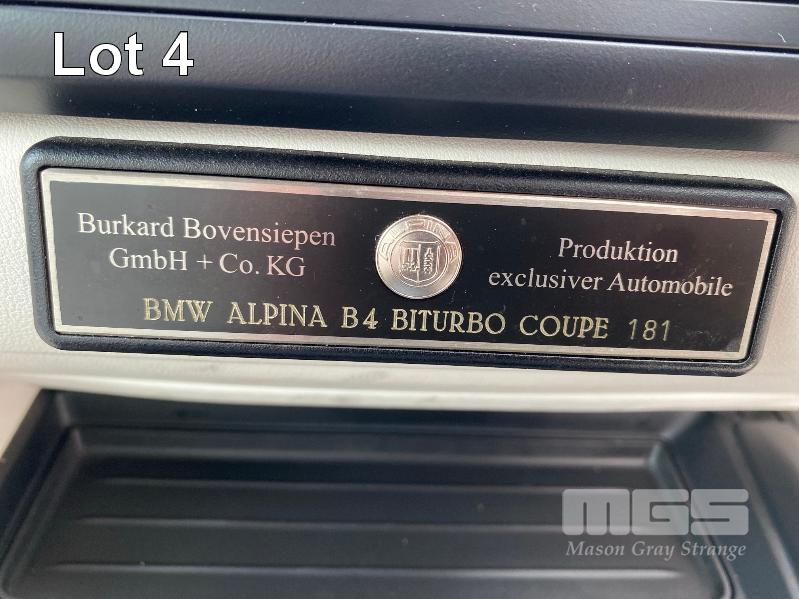 Lot 4
Burkard Bovensiepen
GmbH + Co. KG
ALPINA
Produktion
exclusiver Automobile
BMW ALPINA B4 BITURBO COUPE 181
MGS
Mason Gray Strange